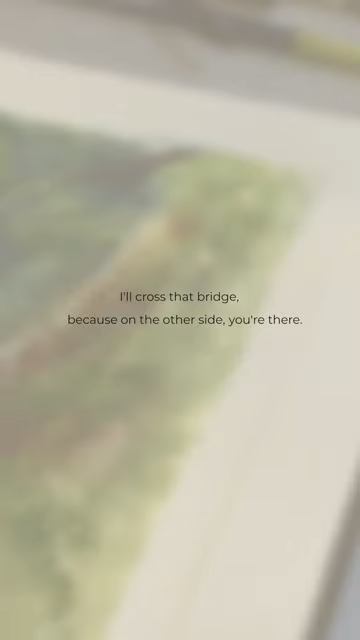 I'll cross that bridge,
because on the other side, you're there.